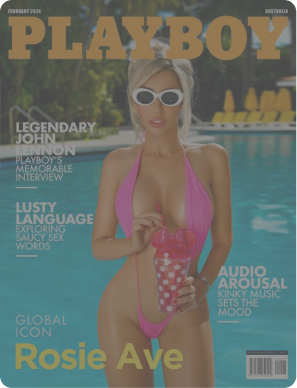 FEBRUARY 2024
AUSTRALIA
PLAYBOY
LEGENDARY
JOHN
LENNON
PLAYBOY'S
MEMORABLE
INTERVIEW
LUSTY
LANGUAGE
EXPLORING
SAUCY SEX
WORDS
AUDIO
AROUSAL
KINKY MUSIC
SETS THE
MOOD
GLOBAL
ICON
Rosie Ave